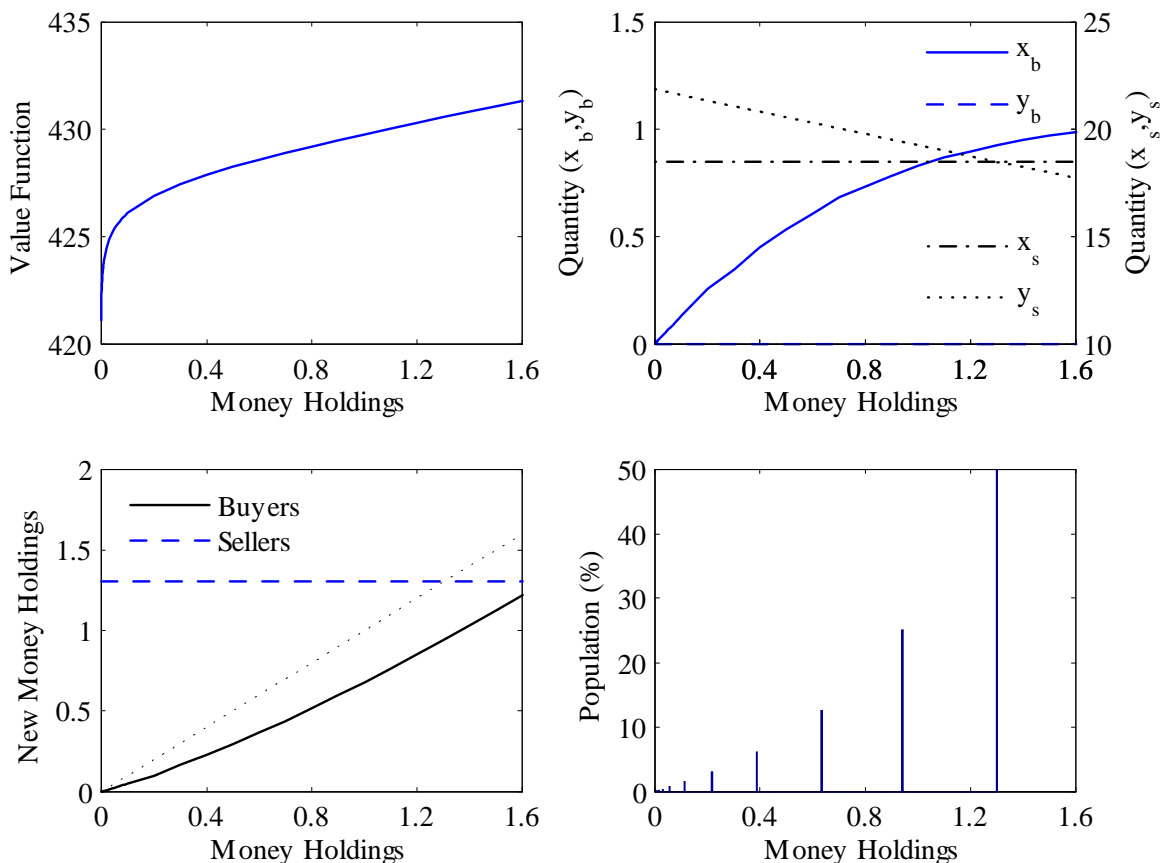 435
430
425
420
Value Function
0
0.4
0.8
1.2
1.6
Money Holdings
1.5
1
0.5
0
Quantity (x_b,y_b)
25
20
15
10
Quantity (x_s,y_s)
x_b
y_b
x_s
y_s
0
0.4
0.8
1.2
1.6
Money Holdings
2
1.5
1
0.5
0
New Money Holdings
Buyers
Sellers
0
0.4
0.8
1.2
1.6
Money Holdings
50
40
30
20
10
0
Population (%)
0
0.4
0.8
1.2
1.6
Money Holdings